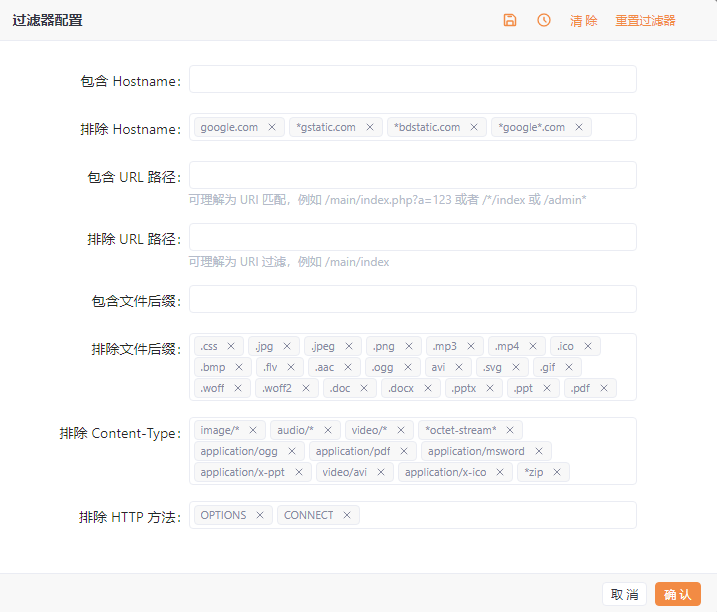 过滤器配置 清除 重置过滤器
包含 Hostname:
排除 Hostname: google.com *gstatic.com *bdstatic.com *google*.com
包含 URL 路径:
可理解为 URI 匹配，例如 /main/index.php?a=123 或者 /*/index 或 /admin*
排除 URL 路径:
可理解为 URI 过滤，例如 /main/index
包含文件后缀:
排除文件后缀: .css .jpg .jpeg .png .mp3 .mp4 .ico
.bmp .flv .aac .ogg avi .svg .gif
.woff .woff2 .doc .docx .pptx .ppt .pdf
排除 Content-Type: image/* audio/* video/* *octet-stream*
application/ogg application/pdf application/msword
application/x-ppt video/avi application/x-ico *zip
排除 HTTP 方法: OPTIONS CONNECT
取消 确认